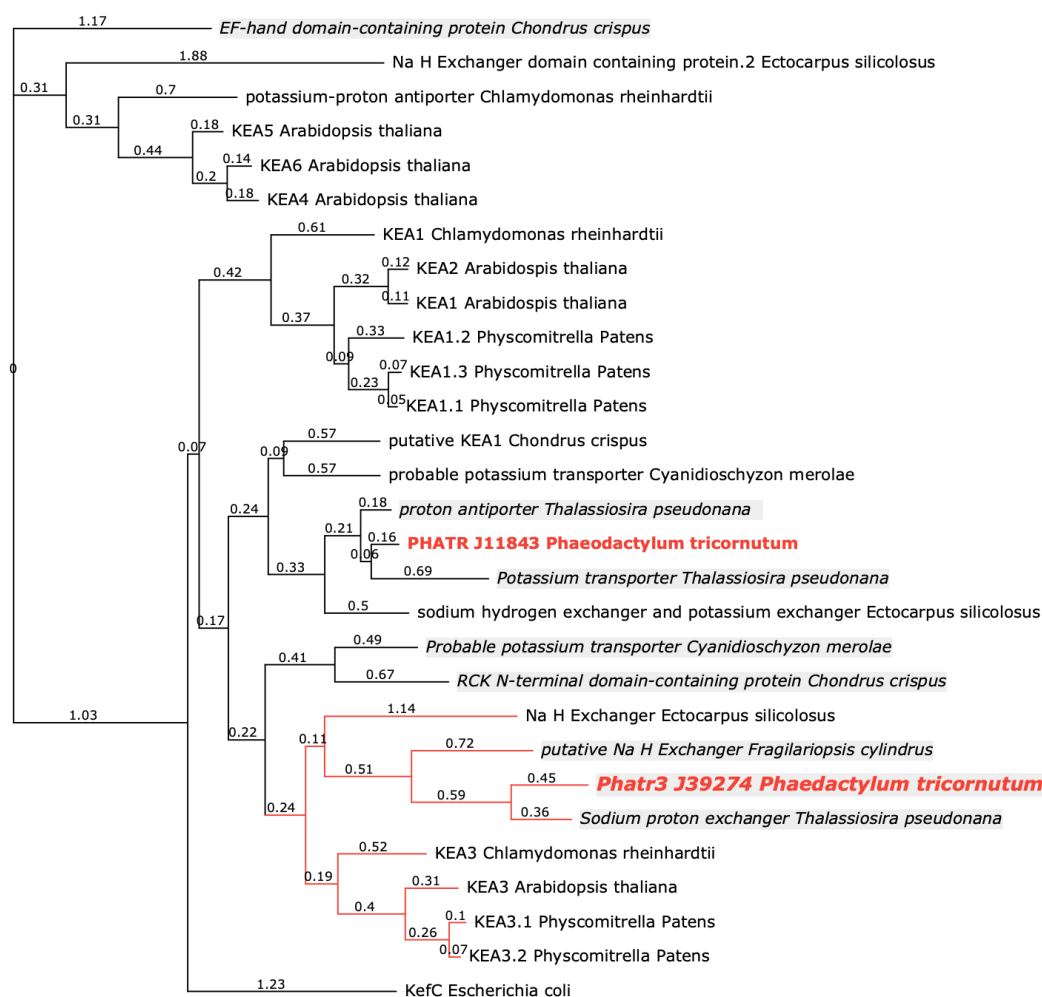 1.17
EF-hand domain-containing protein Chondrus crispus
1.88
Na H Exchanger domain containing protein.2 Ectocarpus silicolosus
0.31
0.7
potassium-proton antiporter Chlamydomonas rheinhardtii
0.31
0.18
KEA5 Arabidopsis thaliana
0.44
0.14
KEA6 Arabidopsis thaliana
0.2
0.18
KEA4 Arabidopsis thaliana
0.61
KEA1 Chlamydomonas rheinhardtii
0.42
0.12
KEA2 Arabidospis thaliana
0.32
0.11
KEA1 Arabidospis thaliana
0.37
0.33
KEA1.2 Physcomitrella Patens
0.09
0
0.07
KEA1.3 Physcomitrella Patens
0.23
0.05
KEA1.1 Physcomitrella Patens
0.57
putative KEA1 Chondrus crispus
0.07
0.09
0.57
probable potassium transporter Cyanidioschyzon merolae
0.24
0.18
proton antiporter Thalassiosira pseudonana
0.21
0.16
PHATR J11843 Phaeodactylum tricornutum
0.06
0.33
0.69
Potassium transporter Thalassiosira pseudonana
0.5
sodium hydrogen exchanger and potassium exchanger Ectocarpus silicolosus
0.17
0.49
Probable potassium transporter Cyanidioschyzon merolae
0.41
0.67
RCK N-terminal domain-containing protein Chondrus crispus
1.03
1.14
Na H Exchanger Ectocarpus silicolosus
0.22
0.11
0.72
putative Na H Exchanger Fragilariopsis cylindrus
0.51
0.45
Phatr3 J39274 Phaedactylum tricornutum
0.59
0.24
0.36
Sodium proton exchanger Thalassiosira pseudonana
0.52
KEA3 Chlamydomonas rheinhardtii
0.19
0.31
KEA3 Arabidopsis thaliana
0.4
0.1
KEA3.1 Physcomitrella Patens
0.26
0.07
KEA3.2 Physcomitrella Patens
1.23
KefC Escherichia coli